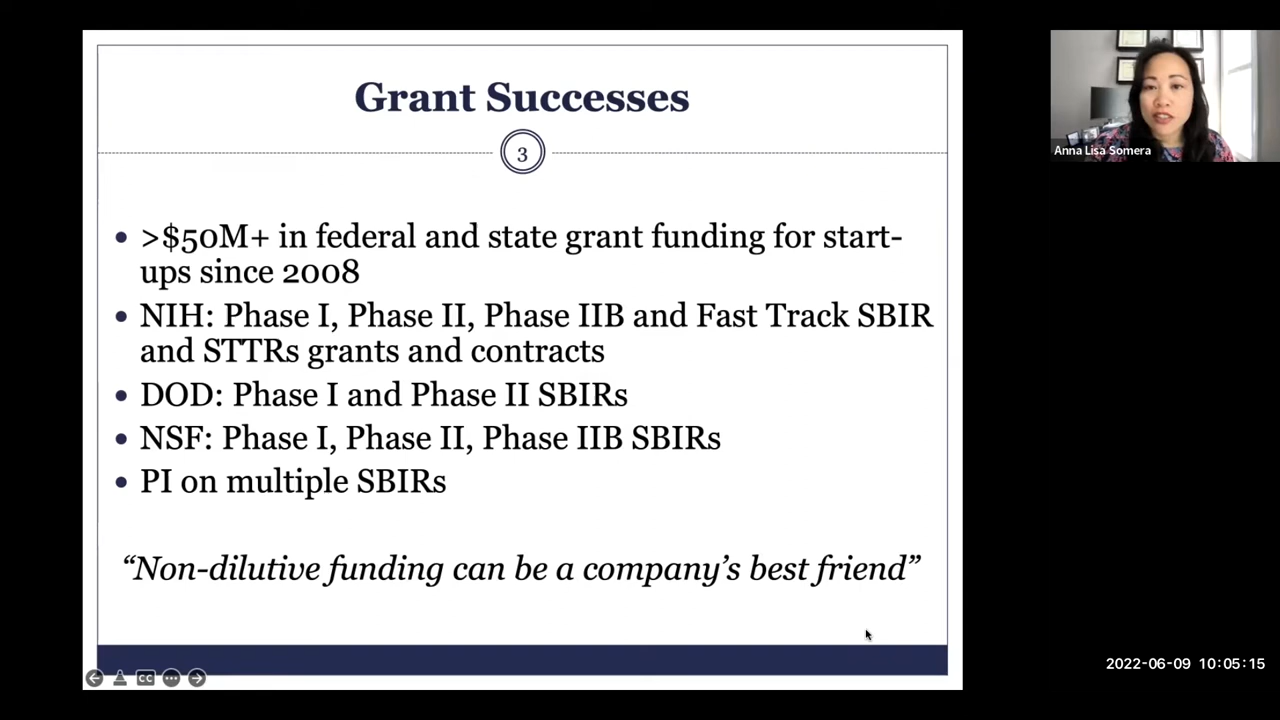 Grant Successes
3
• >$50M+ in federal and state grant funding for start-
ups since 2008
• NIH: Phase I, Phase II, Phase IIB and Fast Track SBIR
and STTRs grants and contracts
• DOD: Phase I and Phase II SBIRs
• NSF: Phase I, Phase II, Phase IIB SBIRs
• PI on multiple SBIRs
“Non-dilutive funding can be a company’s best friend”
CC
Anna Lisa Somera
2022-06-09 10:05:15